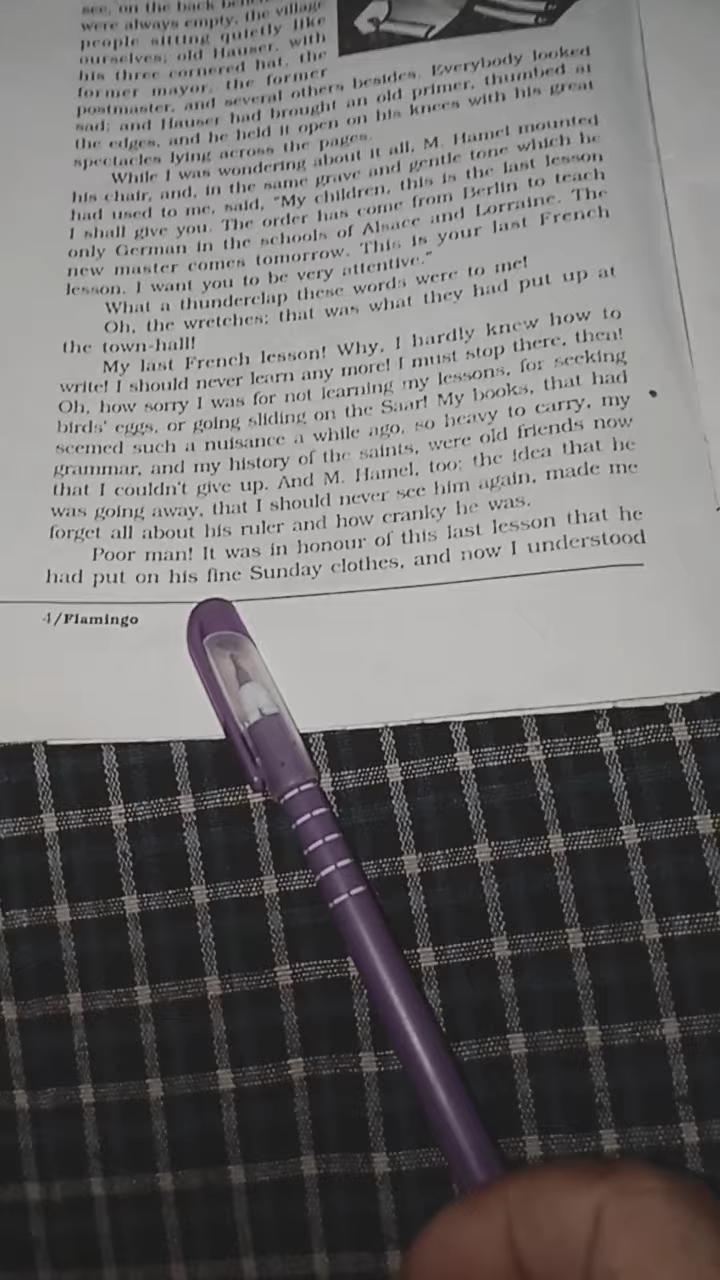 see, on the back
were always empty, the village
people sitting quietly like
ourselves; old Hauser, with
his three cornered hat, the
former mayor, the former
postmaster, and several others besides. Everybody looked
sad; and Hauser had brought an old primer, thumbed at
the edges, and he held it open on his knees with his great
spectacles lying across the pages.
While I was wondering about it all, M. Hamel mounted
his chair, and, in the same grave and gentle tone which he
had used to me, said, “My children, this is the last lesson
I shall give you. The order has come from Berlin to teach
only German in the schools of Alsace and Lorraine. The
new master comes tomorrow. This is your last French
lesson. I want you to be very attentive.”
What a thunderclap these words were to me!
Oh, the wretches; that was what they had put up at
the town-hall!
My last French lesson! Why, I hardly knew how to
write! I should never learn any more! I must stop there, then!
Oh, how sorry I was for not learning my lessons, for seeking
birds' eggs, or going sliding on the Saar! My books, that had
seemed such a nuisance a while ago, so heavy to carry, my
grammar, and my history of the saints, were old friends now
that I couldn't give up. And M. Hamel, too; the idea that he
was going away, that I should never see him again, made me
forget all about his ruler and how cranky he was.
Poor man! It was in honour of this last lesson that he
had put on his fine Sunday clothes, and now I understood
4/Flamingo